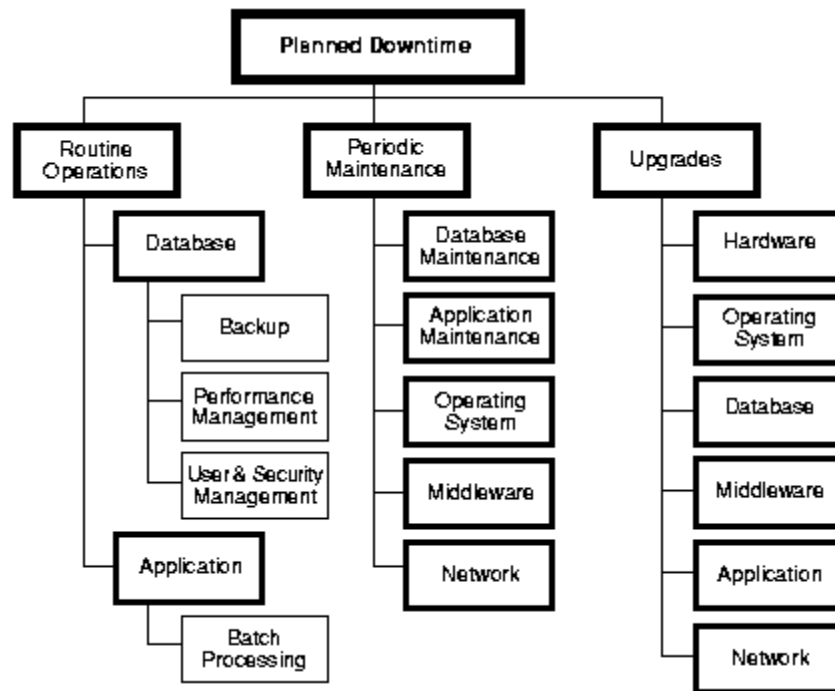 Planned Downtime
Routine
Operations
Periodic
Maintenance
Upgrades
Database
Backup
Performance
Management
User & Security
Management
Application
Batch
Processing
Database
Maintenance
Application
Maintenance
Operating
System
Middleware
Network
Hardware
Operating
System
Database
Middleware
Application
Network